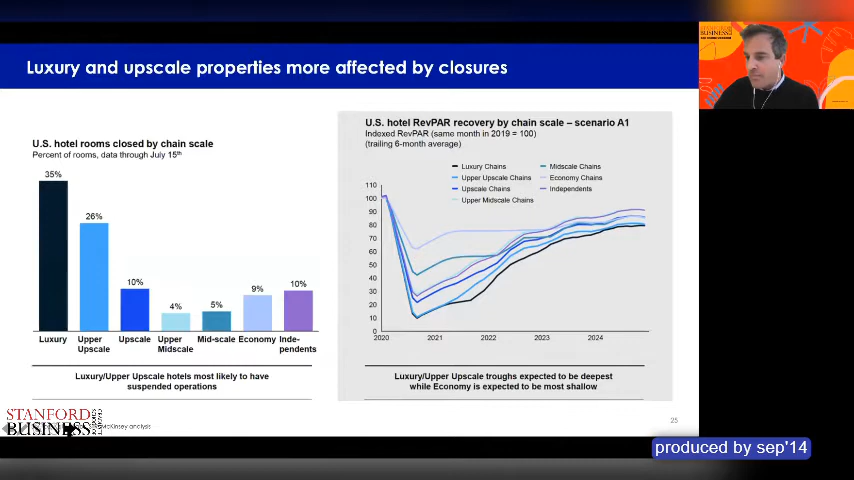 Luxury and upscale properties more affected by closures
U.S. hotel rooms closed by chain scale
Percent of rooms, data through July 15th
35%
26%
10%
4%
5%
9%
10%
Luxury
Upper
Upscale
Upscale
Upper
Midscale
Mid-scale
Economy
Inde-
pendents
Luxury/Upper Upscale hotels most likely to have
suspended operations
U.S. hotel RevPAR recovery by chain scale – scenario A1
Indexed RevPAR (same month in 2019 = 100)
(trailing 6-month average)
Luxury Chains
Upper Upscale Chains
Upscale Chains
Upper Midscale Chains
Midscale Chains
Economy Chains
Independents
110
100
90
80
70
60
50
40
30
20
10
0
2020
2021
2022
2023
2024
Luxury/Upper Upscale troughs expected to be deepest
while Economy is expected to be most shallow
STANFORD
BUSINESS
McKinsey analysis
25
STANFORD
BUSINESS
produced by sep'14